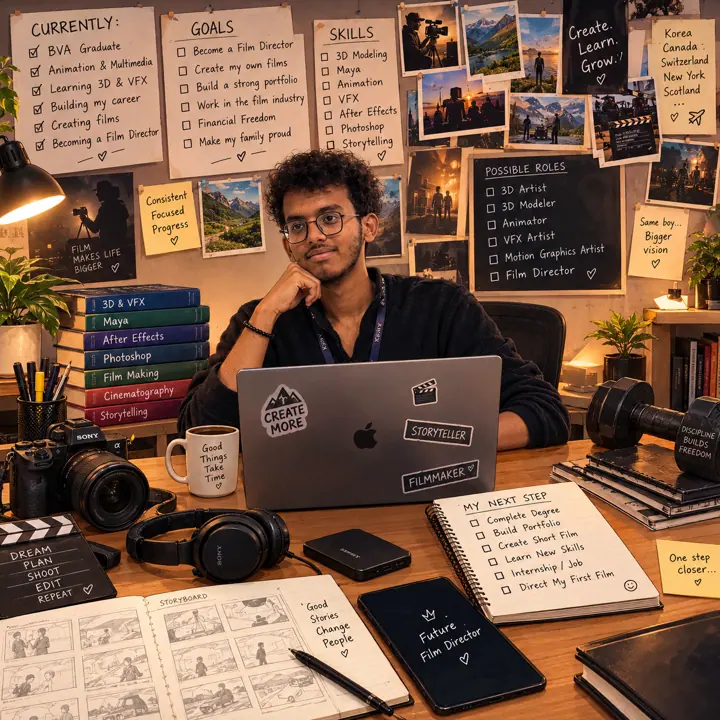 CURRENTLY:
BVA Graduate
Animation & Multimedia
Learning 3D & VFX
Building my career
Creating films
Becoming a Film Director
GOALS
Become a Film Director
Create my own films
Build a strong portfolio
Work in the film industry
Financial Freedom
Make my family proud
SKILLS
3D Modeling
Maya
Animation
VFX
After Effects
Photoshop
Storytelling
Create.
Learn.
Grow.
Korea
Canada
Switzerland
New York
Scotland
...
POSSIBLE ROLES
3D Artist
3D Modeler
Animator
VFX Artist
Motion Graphics Artist
Film Director
Same boy...
Bigger
vision
FILM
MAKES LIFE
BIGGER
Consistent
Focused
Progress
3D & VFX
Maya
After Effects
Photoshop
Film Making
Cinematography
Storytelling
SONY
α
Good
Things
Take
Time
CREATE
MORE
STORYTELLER
FILMMAKER
DISCIPLINE
BUILDS
FREEDOM
MY NEXT STEP
Complete Degree
Build Portfolio
Create Short Film
Learn New Skills
Internship / Job
Direct My First Film
One step
closer...
DREAM
PLAN
SHOOT
EDIT
REPEAT
SONY
STORYBOARD
Good
Stories
Change
People
Future
Film Director